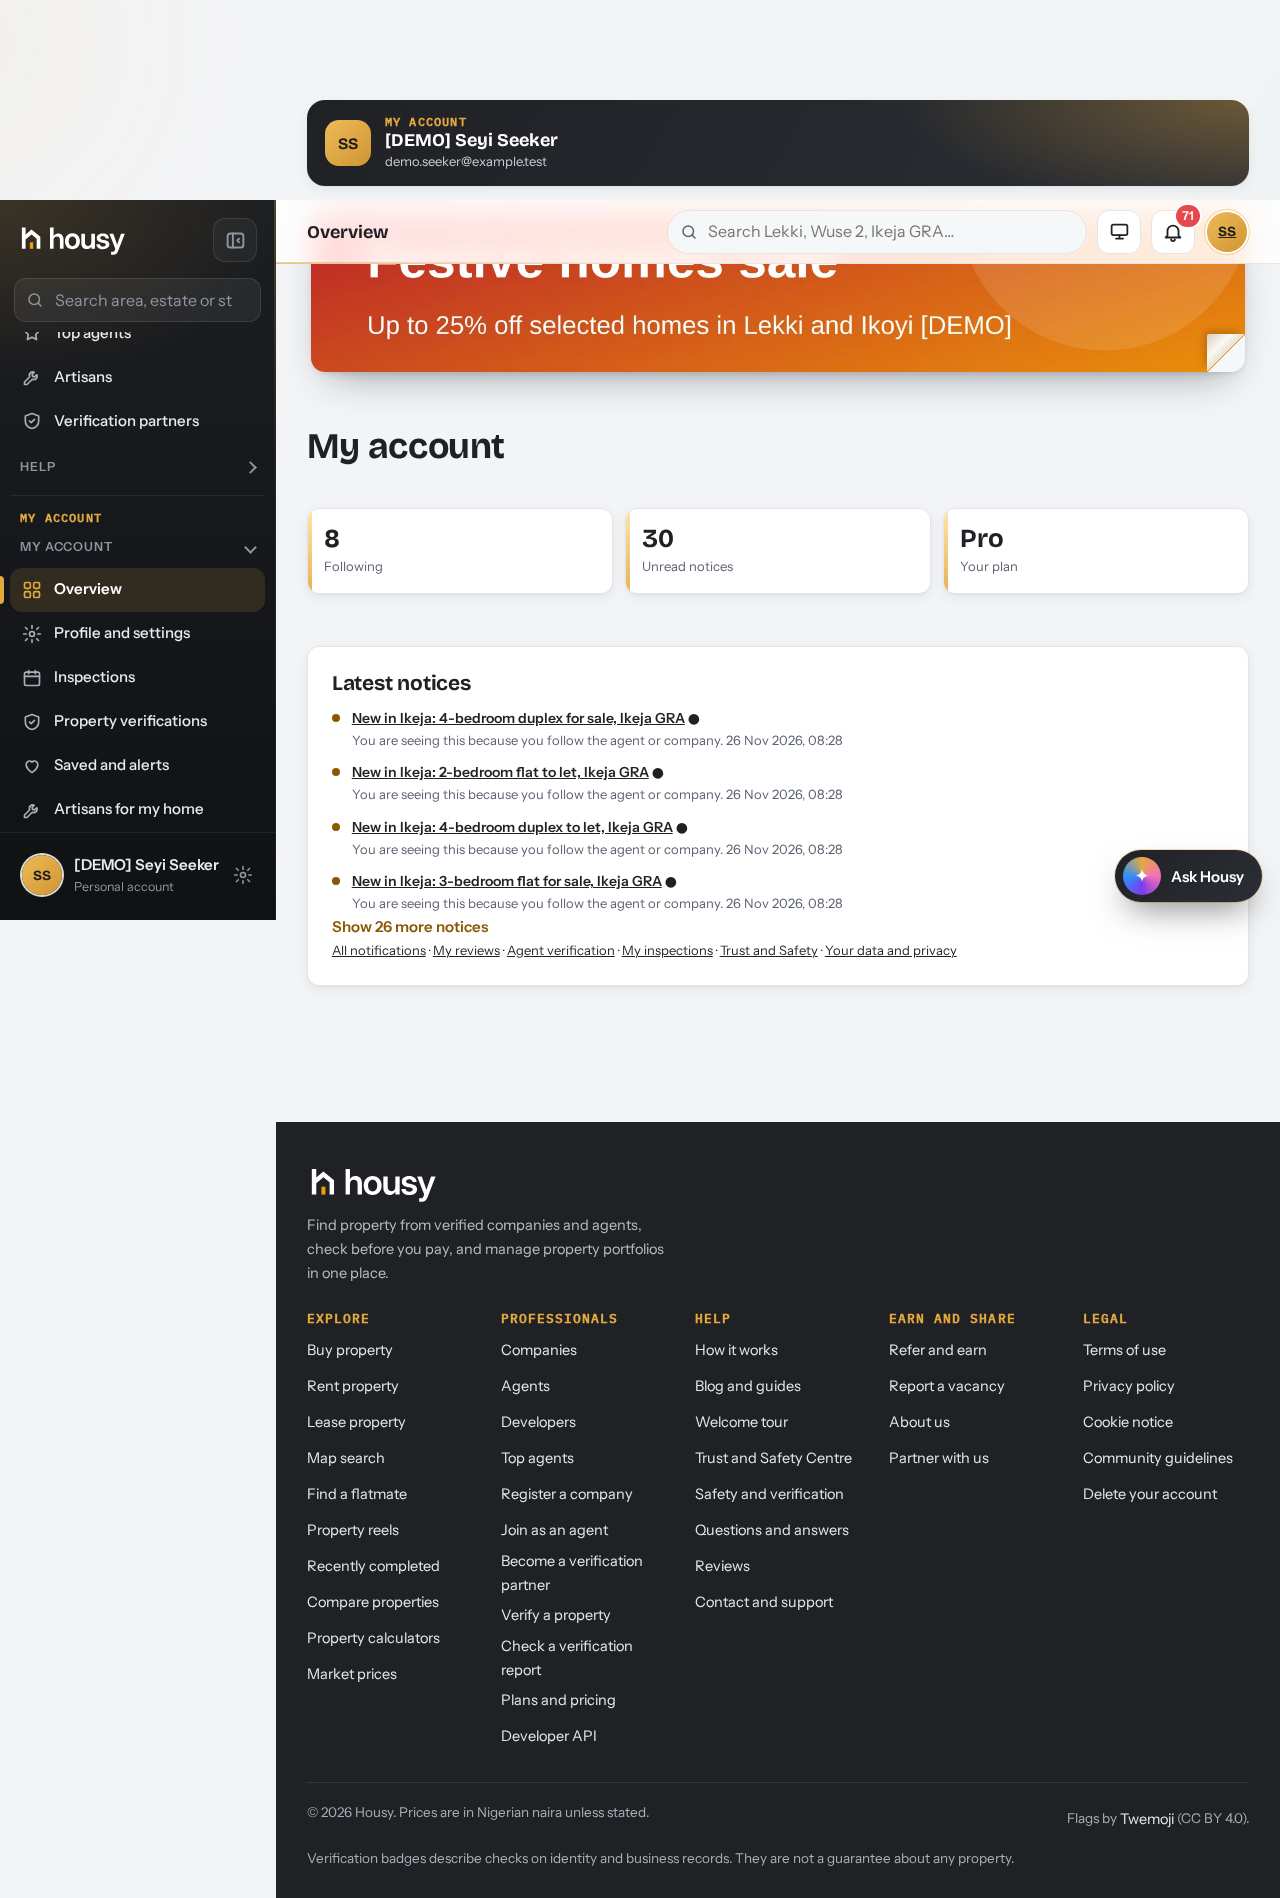 SS
MY ACCOUNT
[DEMO] Seyi Seeker
demo.seeker@example.test
housy
Search area, estate or st
Top agents
Artisans
Verification partners
HELP
MY ACCOUNT
MY ACCOUNT
Overview
Profile and settings
Inspections
Property verifications
Saved and alerts
Artisans for my home
SS
[DEMO] Seyi Seeker
Personal account
Overview
Search Lekki, Wuse 2, Ikeja GRA...
71
SS
Festive homes sale
Up to 25% off selected homes in Lekki and Ikoyi [DEMO]
My account
8
Following
30
Unread notices
Pro
Your plan
Latest notices
New in Ikeja: 4-bedroom duplex for sale, Ikeja GRA
You are seeing this because you follow the agent or company. 26 Nov 2026, 08:28
New in Ikeja: 2-bedroom flat to let, Ikeja GRA
You are seeing this because you follow the agent or company. 26 Nov 2026, 08:28
New in Ikeja: 4-bedroom duplex to let, Ikeja GRA
You are seeing this because you follow the agent or company. 26 Nov 2026, 08:28
New in Ikeja: 3-bedroom flat for sale, Ikeja GRA
You are seeing this because you follow the agent or company. 26 Nov 2026, 08:28
Show 26 more notices
All notifications · My reviews · Agent verification · My inspections · Trust and Safety · Your data and privacy
Ask Housy
housy
Find property from verified companies and agents,
check before you pay, and manage property portfolios
in one place.
EXPLORE
Buy property
Rent property
Lease property
Map search
Find a flatmate
Property reels
Recently completed
Compare properties
Property calculators
Market prices
PROFESSIONALS
Companies
Agents
Developers
Top agents
Register a company
Join as an agent
Become a verification
partner
Verify a property
Check a verification
report
Plans and pricing
Developer API
HELP
How it works
Blog and guides
Welcome tour
Trust and Safety Centre
Safety and verification
Questions and answers
Reviews
Contact and support
EARN AND SHARE
Refer and earn
Report a vacancy
About us
Partner with us
LEGAL
Terms of use
Privacy policy
Cookie notice
Community guidelines
Delete your account
© 2026 Housy. Prices are in Nigerian naira unless stated.
Flags by Twemoji (CC BY 4.0).
Verification badges describe checks on identity and business records. They are not a guarantee about any property.